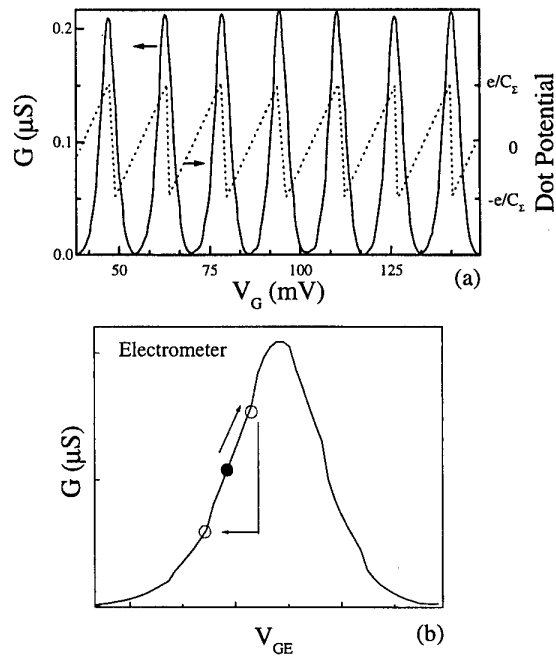 0.2
0.1
0.0
G (μS)
e/C_Σ
0
-e/C_Σ
Dot Potential
50
75
100
125
V_G (mV)
(a)
Electrometer
G (μS)
V_GE
(b)